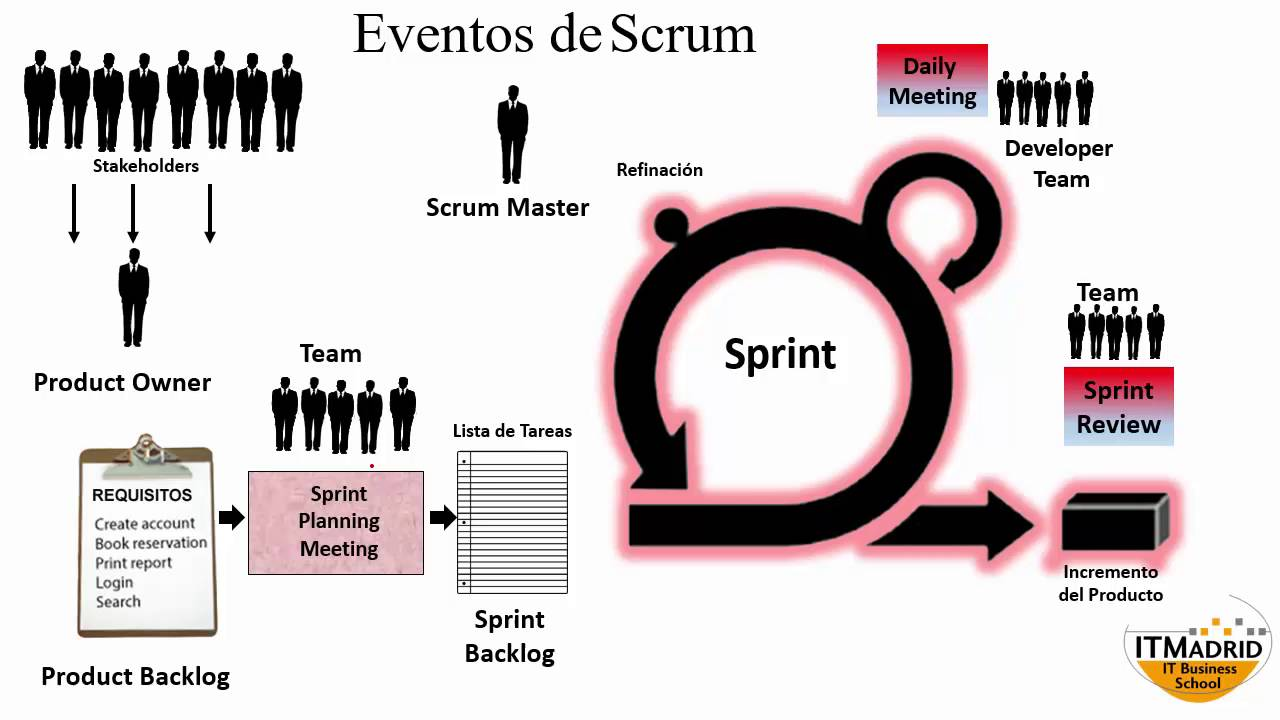 Eventos de Scrum
Stakeholders
Product Owner
REQUISITOS
Create account
Book reservation
Print report
Login
Search
Product Backlog
Team
Sprint
Planning
Meeting
Lista de Tareas
Sprint
Backlog
Scrum Master
Refinación
Sprint
Daily
Meeting
Developer
Team
Team
Sprint
Review
Incremento
del Producto
ITMADRID
IT Business
School